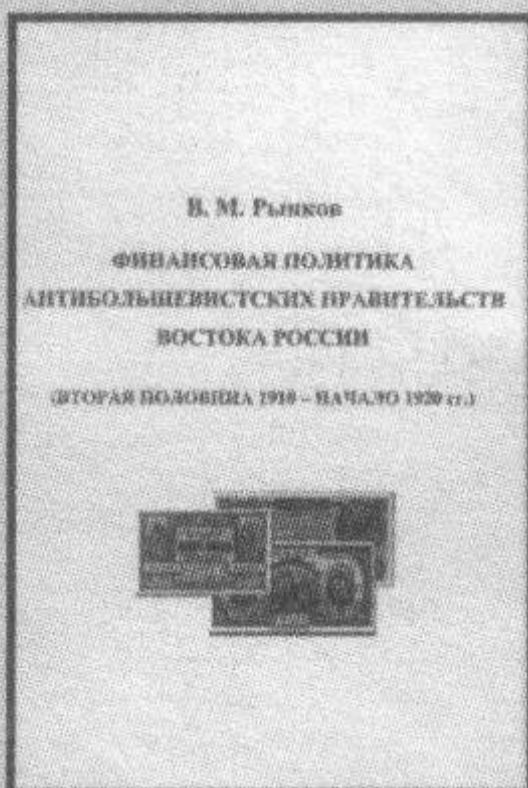 В. М. Рынков
ФИНАНСОВАЯ ПОЛИТИКА
АНТИБОЛЬШЕВИСТСКИХ ПРАВИТЕЛЬСТВ
ВОСТОКА РОССИИ
(ВТОРАЯ ПОЛОВИНА 1918 – НАЧАЛО 1920 гг.)